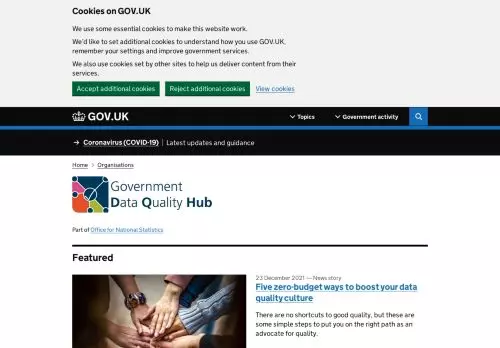 Cookies on GOV.UK
We use some essential cookies to make this website work.
We'd like to set additional cookies to understand how you use GOV.UK,
remember your settings and improve government services.
We also use cookies set by other sites to help us deliver content from their
services.
Accept additional cookies Reject additional cookies View cookies
GOV.UK Topics Government activity
→ Coronavirus (COVID-19) Latest updates and guidance
Home > Organisations
Government
Data Quality Hub
Part of Office for National Statistics
Featured
23 December 2021 — News story
Five zero-budget ways to boost your data
quality culture
There are no shortcuts to good quality, but these are
some simple steps to put you on the right path as an
advocate for quality.